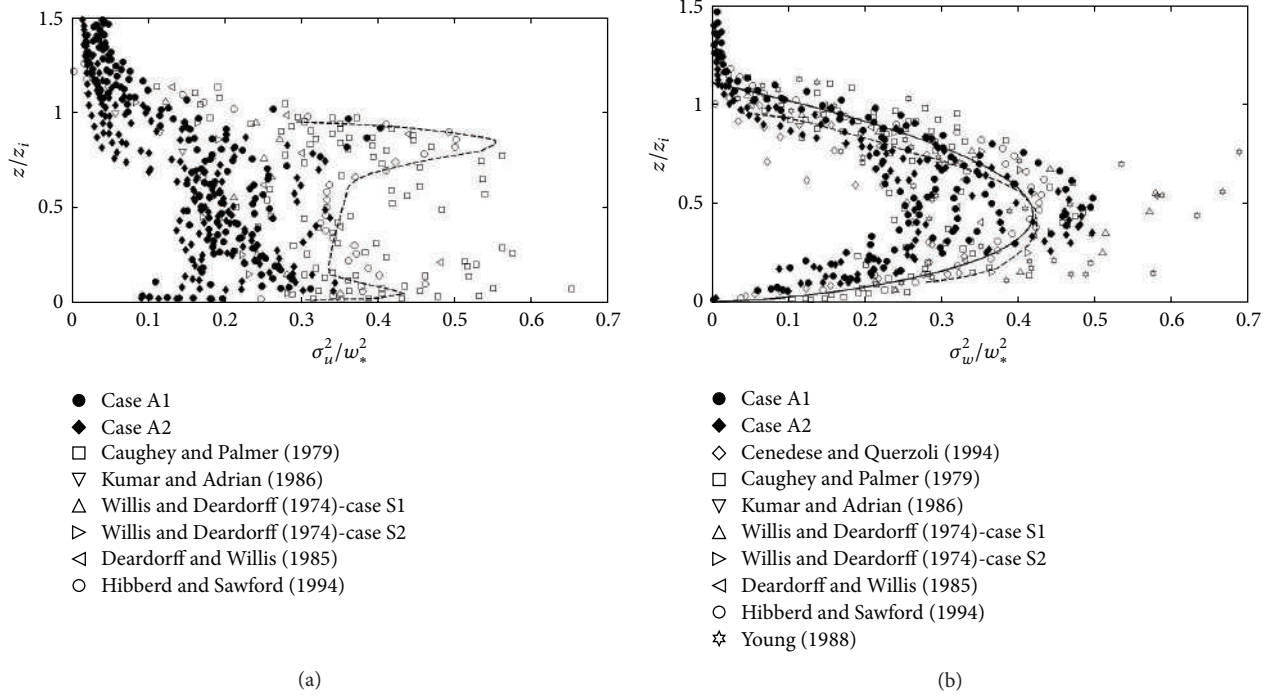 1.5
1
0.5
0
z/z_i
0 0.1 0.2 0.3 0.4 0.5 0.6 0.7
σ_u^2/w_*^2
Case A1
Case A2
Caughey and Palmer (1979)
Kumar and Adrian (1986)
Willis and Deardorff (1974)-case S1
Willis and Deardorff (1974)-case S2
Deardorff and Willis (1985)
Hibberd and Sawford (1994)
(a)
1.5
1
0.5
0
z/z_i
0 0.1 0.2 0.3 0.4 0.5 0.6 0.7
σ_w^2/w_*^2
Case A1
Case A2
Cenedese and Querzoli (1994)
Caughey and Palmer (1979)
Kumar and Adrian (1986)
Willis and Deardorff (1974)-case S1
Willis and Deardorff (1974)-case S2
Deardorff and Willis (1985)
Hibberd and Sawford (1994)
Young (1988)
(b)